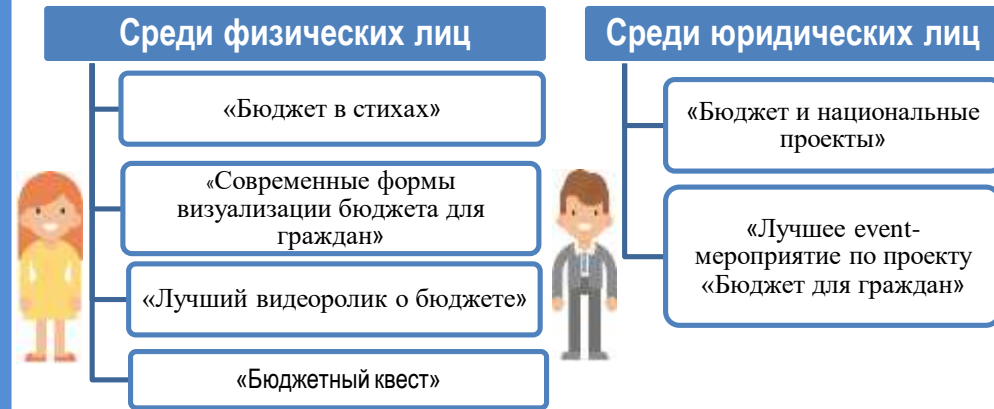 Среди физических лиц
«Бюджет в стихах»
«Современные формы
визуализации бюджета для
граждан»
«Лучший видеоролик о бюджете»
«Бюджетный квест»
Среди юридических лиц
«Бюджет и национальные
проекты»
«Лучшее event-
мероприятие по проекту
«Бюджет для граждан»